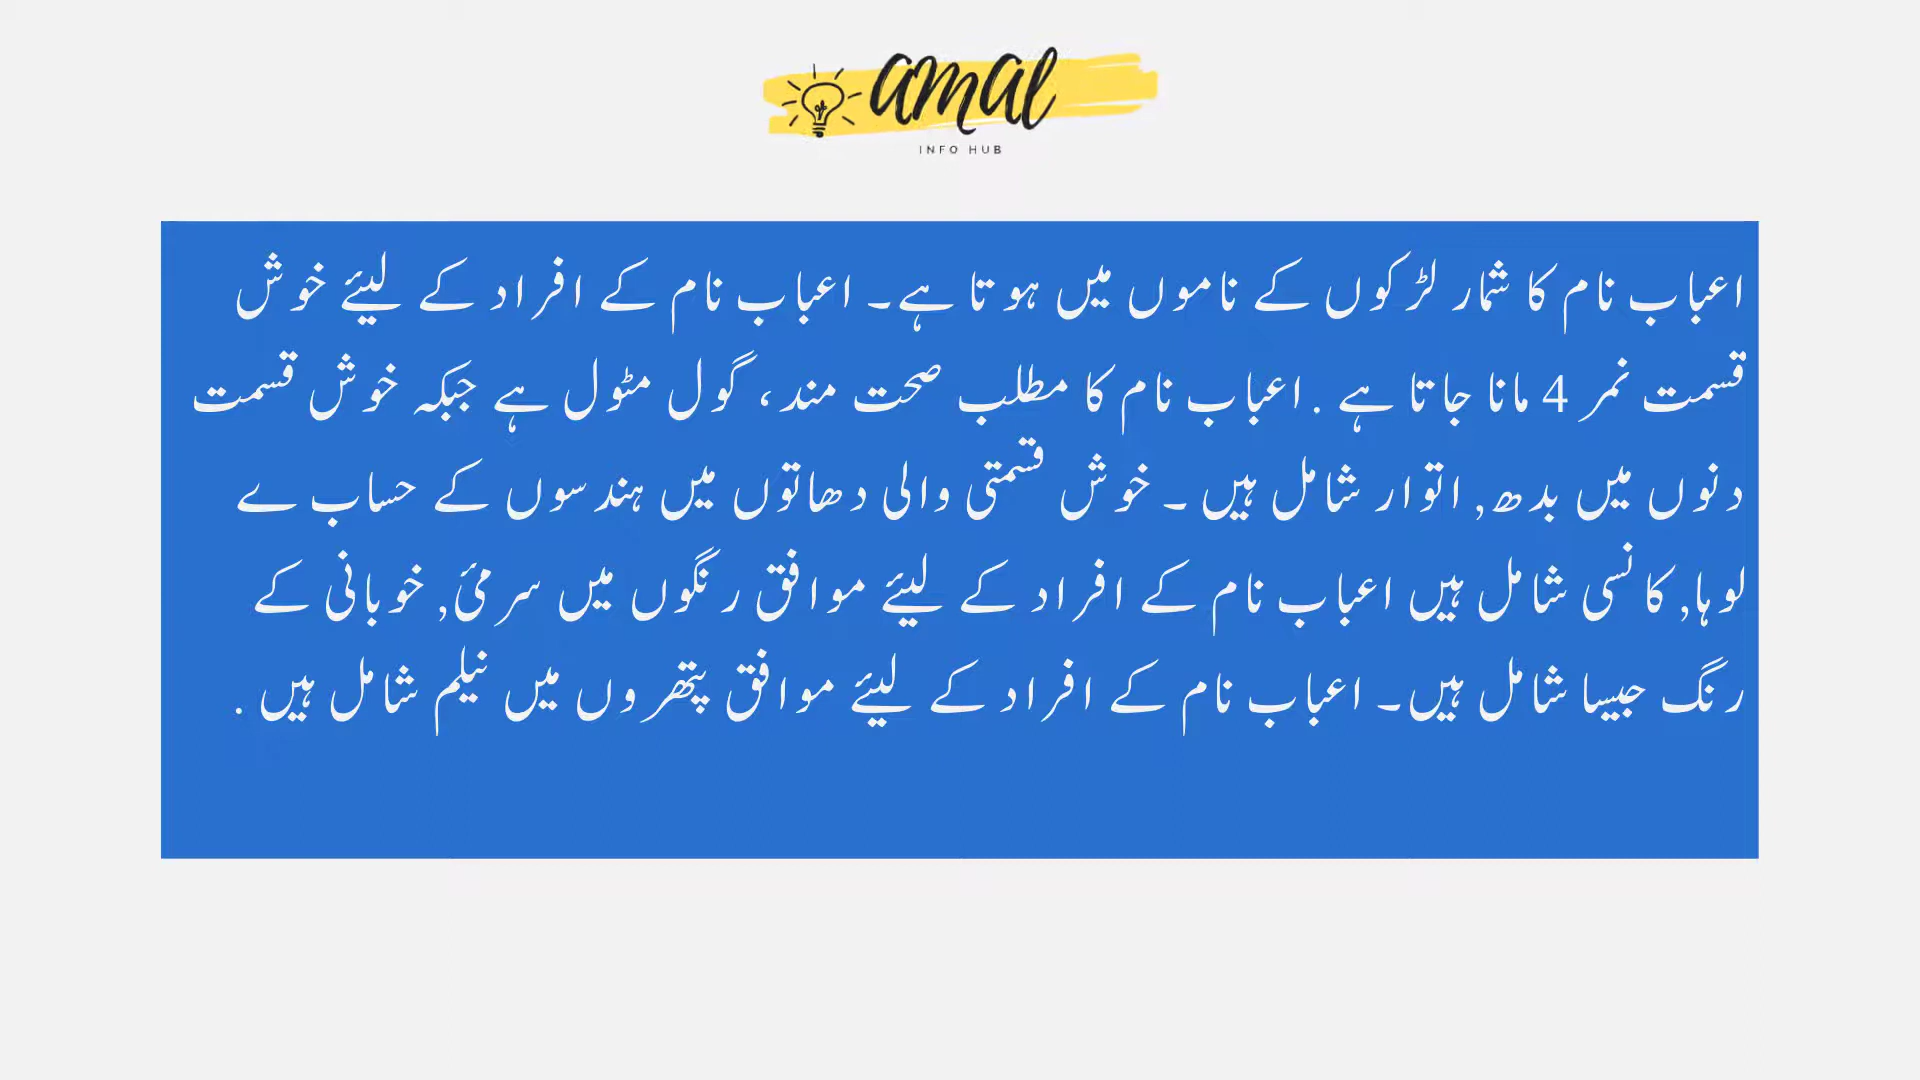 amal
INFO HUB
اعباب نام کا شمار لڑکوں کے ناموں میں ہوتا ہے۔ اعباب نام کے افراد کے لیئے خوش
قسمت نمر 4 مانا جاتا ہے . اعباب نام کا مطلب صحت مند، گول مٹول ہے جبکہ خوش قسمت
دنوں میں بدھ, اتوار شامل ہیں ۔ خوش قسمتی والی دھاتوں میں ہندسوں کے حساب ے
لوہا, کانسی شامل ہیں اعباب نام کے افراد کے لیئے موافق رنگوں میں سرمئ, خوبانی کے
رنگ جیسا شامل ہیں۔ اعباب نام کے افراد کے لیئے موافق پتھروں میں نیلم شامل ہیں .